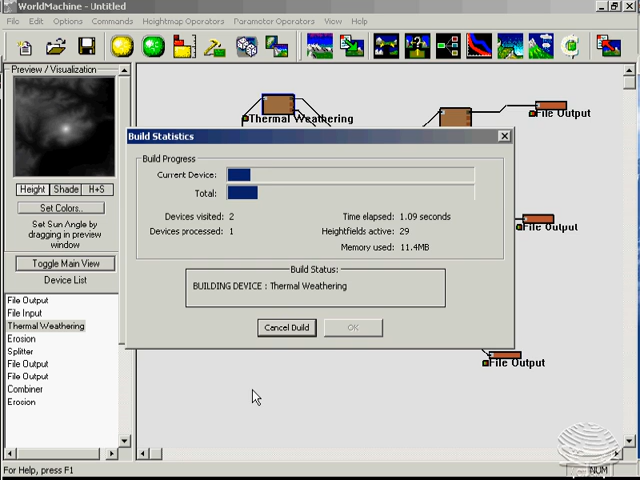 WorldMachine - Untitled
File Edit Options Commands Heightmap Operators Parameter Operators View Help
Preview / Visualization
Height Shade H+S
Set Colors..
Set Sun Angle by
dragging in preview
window
Toggle Main View
Device List
File Output
File Input
Thermal Weathering
Erosion
Splitter
File Output
File Output
Combiner
Erosion
Thermal Weathering
File Output
File Output
File Output
Build Statistics
Build Progress
Current Device:
Total:
Devices visited: 2 Time elapsed: 1.09 seconds
Devices processed: 1 Heightfields active: 29
Memory used: 11.4MB
Build Status:
BUILDING DEVICE : Thermal Weathering
Cancel Build OK
For Help, press F1 NUM